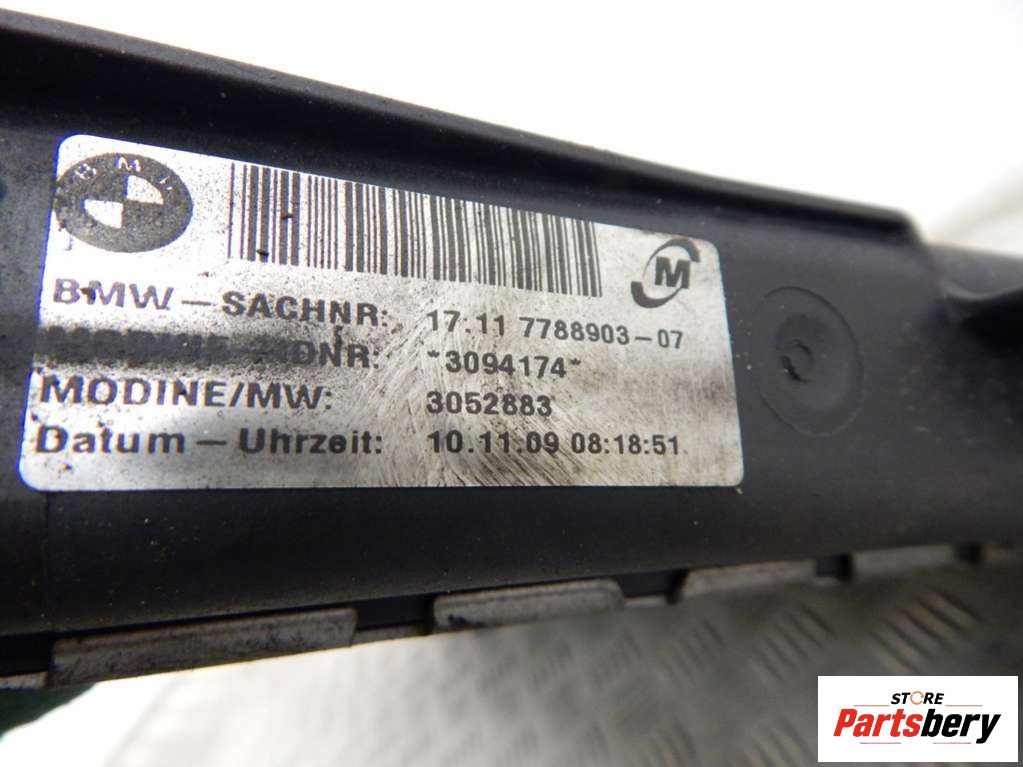 BMW
M
BMW-SACHNR: 17.11 7788903-07
DNR: *3094174*
MODINE/MW: 3052883
Datum-Uhrzeit: 10.11.09 08:18:51
STORE
Partsbery